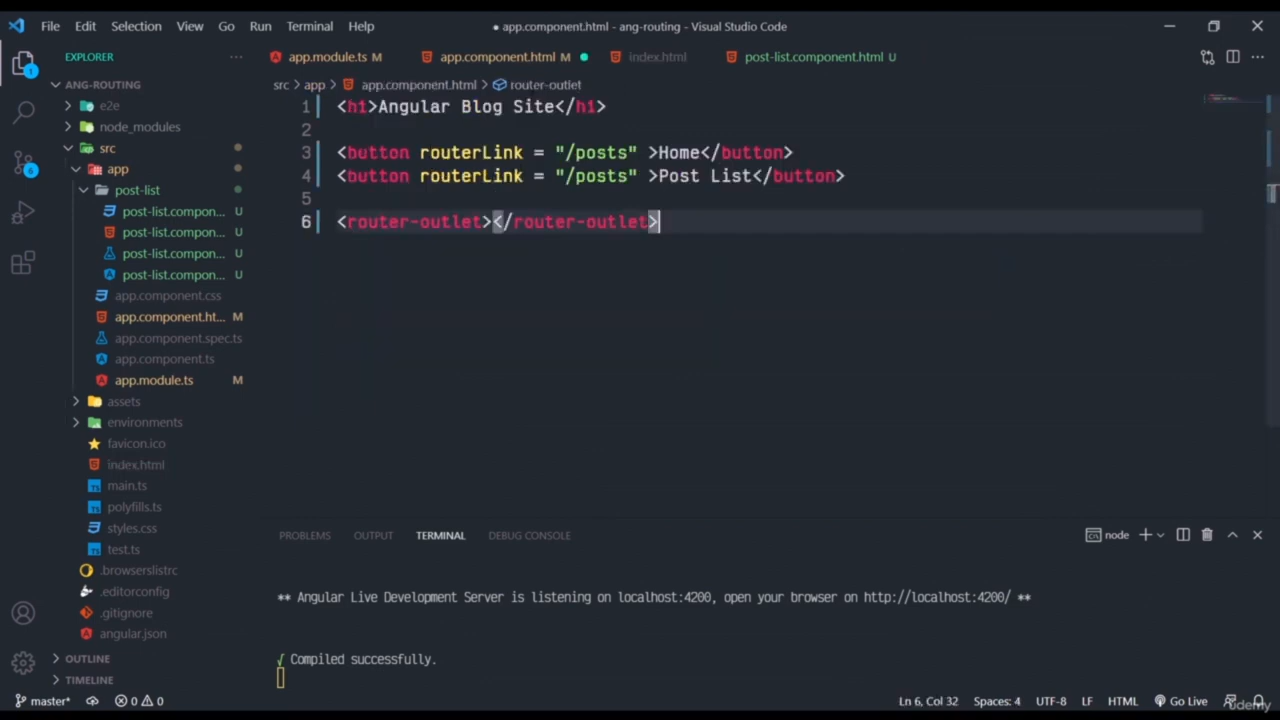 File Edit Selection View Go Run Terminal Help
● app.component.html - ang-routing - Visual Studio Code
EXPLORER ···
app.module.ts M
app.component.html M
index.html
post-list.component.html U
ANG-ROUTING
src > app > app.component.html > router-outlet
e2e
node_modules
src
app
post-list
post-list.compon... U
post-list.compon... U
post-list.compon... U
post-list.compon... U
app.component.css
app.component.ht... M
app.component.spec.ts
app.component.ts
app.module.ts M
assets
environments
favicon.ico
index.html
main.ts
polyfills.ts
styles.css
test.ts
.browserslistrc
.editorconfig
.gitignore
angular.json
OUTLINE
TIMELINE
1
6
1 <h1>Angular Blog Site</h1>
2
3 <button routerLink = "/posts" >Home</button>
4 <button routerLink = "/posts" >Post List</button>
5
6 <router-outlet></router-outlet>
PROBLEMS OUTPUT TERMINAL DEBUG CONSOLE
node
** Angular Live Development Server is listening on localhost:4200, open your browser on http://localhost:4200/ **
√ Compiled successfully.
master* 0 0
Ln 6, Col 32 Spaces: 4 UTF-8 LF HTML Go Live
udemy